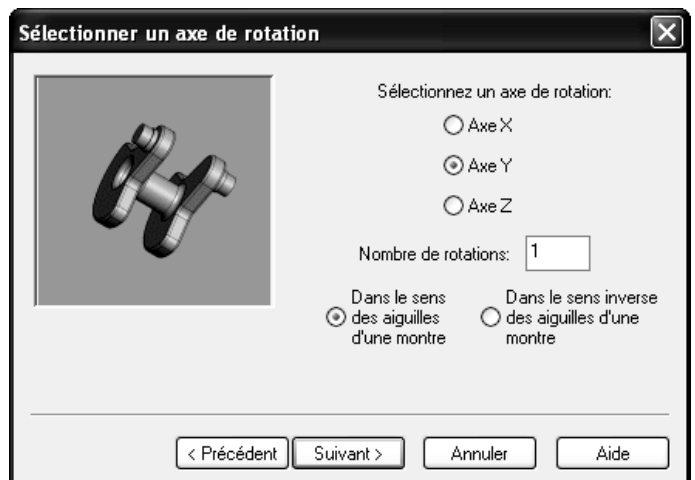 Sélectionner un axe de rotation
Sélectionnez un axe de rotation:
Axe X
Axe Y
Axe Z
Nombre de rotations: 1
Dans le sens
des aiguilles
d'une montre
Dans le sens inverse
des aiguilles d'une
montre
< Précédent
Suivant >
Annuler
Aide